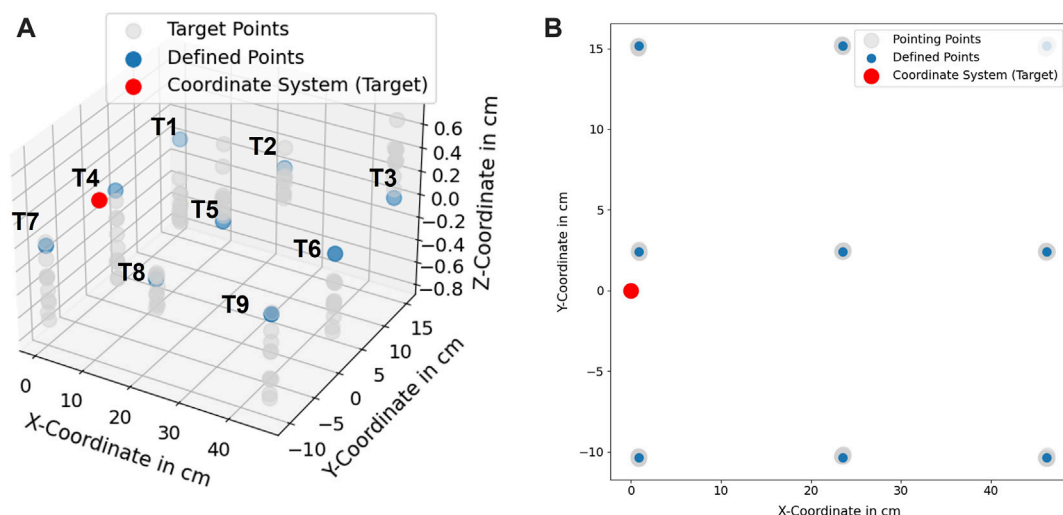 A
Target Points
Defined Points
Coordinate System (Target)
T1
T2
T3
T4
T5
T6
T7
T8
T9
0.6
0.4
0.2
0.0
−0.2
−0.4
−0.6
−0.8
Z-Coordinate in cm
15
10
5
0
−5
−10
Y-Coordinate in cm
0
10
20
30
40
X-Coordinate in cm
B
Pointing Points
Defined Points
Coordinate System (Target)
15
10
5
0
−5
−10
Y-Coordinate in cm
0
10
20
30
40
X-Coordinate in cm